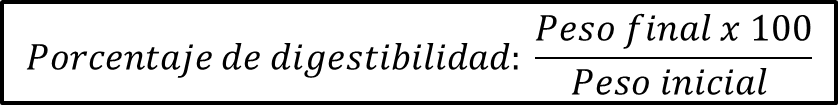 Porcentaje de digestibilidad: Peso final x 100
Peso inicial